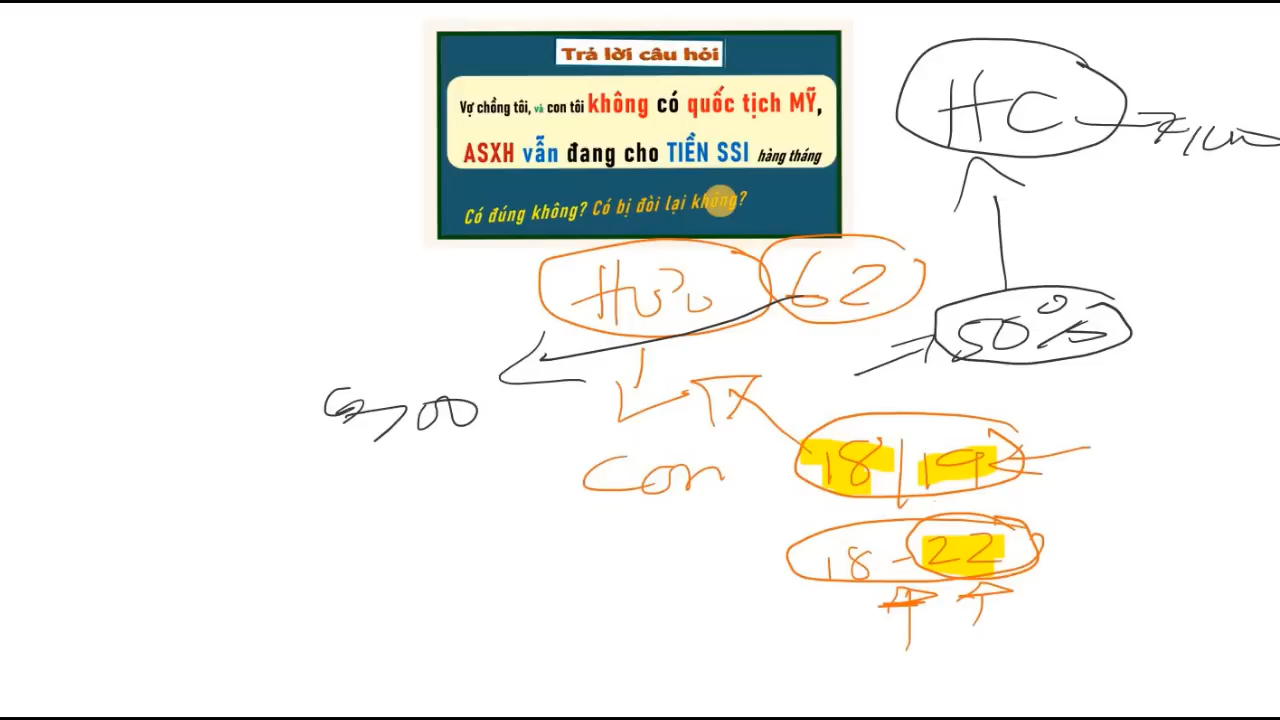 Trả lời câu hỏi
Vợ chồng tôi, và con tôi không có quốc tịch MỸ,
ASXH vẫn đang cho TIỀN SSI hàng tháng
Có đúng không? Có bị đòi lại không?
HC
Hưu 62
50%
TX
18 19
con
18 - 22